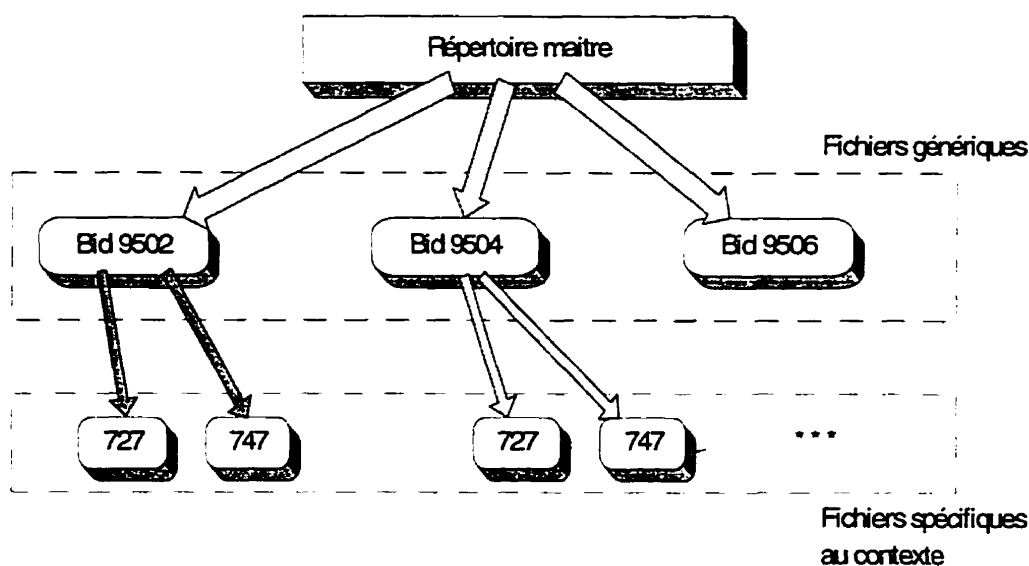 Répertoire maitre
Fichiers génériques
Bid 9502
Bid 9504
Bid 9506
727
747
727
747
***
Fichiers spécifiques
au contexte